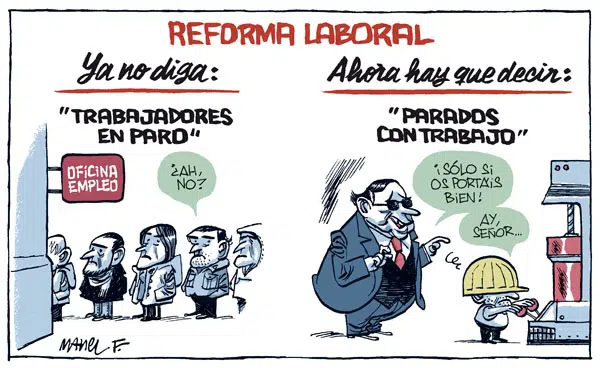 REFORMA LABORAL
Ya no diga:
"TRABAJADORES
EN PARO"
OFICINA
EMPLEO
¿AH,
NO?
Ahora hay que decir:
"PARADOS
CON TRABAJO"
¡SÓLO SI
OS PORTÁIS
BIEN!
AY,
SEÑOR...
MANEL F.